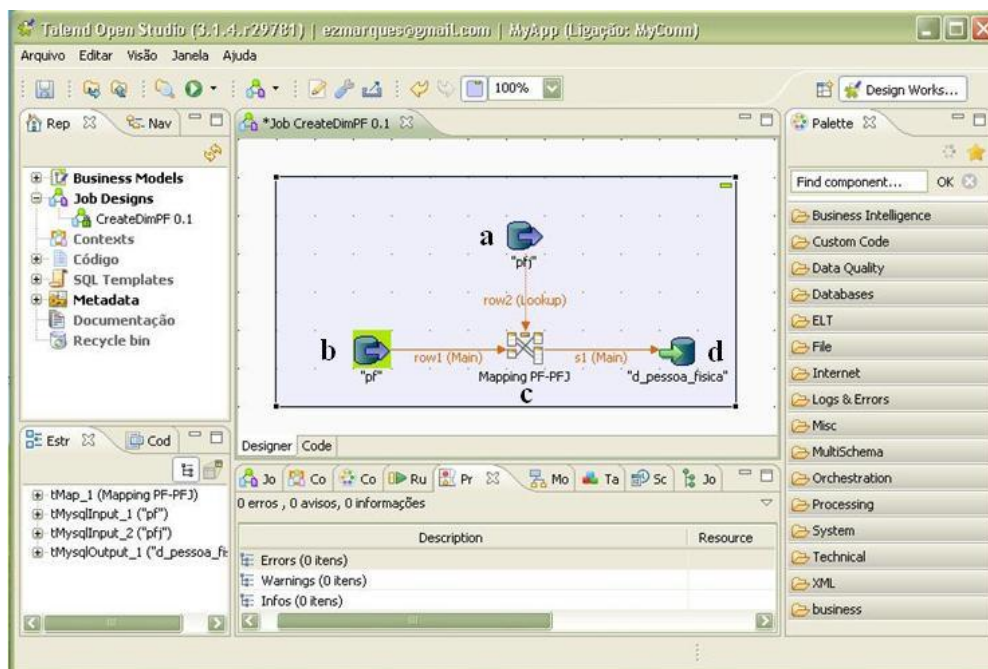 Talend Open Studio (3.1.4.r29781) | ezmarques@gmail.com | MyApp (Ligação: MyConn)
Arquivo Editar Visão Janela Ajuda
100%
Design Works...
Rep
Nav
Business Models
Job Designs
CreateDimPF 0.1
Contexts
Código
SQL Templates
Metadata
Documentação
Recycle bin
*Job CreateDimPF 0.1
a
"pfj"
row2 (Lookup)
b
row1 (Main)
s1 (Main)
d
"pf"
Mapping PF-PFJ
"d_pessoa_fisica"
c
Designer Code
Palette
Find component...
OK
Business Intelligence
Custom Code
Data Quality
Databases
ELT
File
Internet
Logs & Errors
Misc
MultiSchema
Orchestration
Processing
System
Technical
XML
business
Estr
Cod
tMap_1 (Mapping PF-PFJ)
tMysqlInput_1 ("pf")
tMysqlInput_2 ("pfj")
tMysqlOutput_1 ("d_pessoa_fi
Jo Co Co Ru Pr Mo Ta Sc Jo
0 erros , 0 avisos, 0 informações
Description Resource
Errors (0 itens)
Warnings (0 itens)
Infos (0 itens)